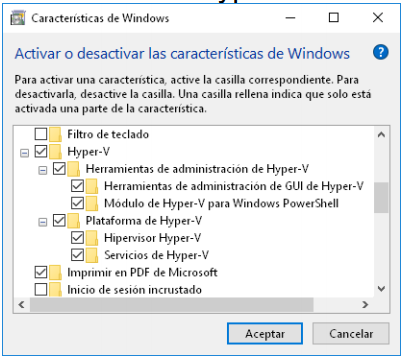 Características de Windows
Activar o desactivar las características de Windows
Para activar una característica, active la casilla correspondiente. Para
desactivarla, desactive la casilla. Una casilla rellena indica que solo está
activada una parte de la característica.
Filtro de teclado
Hyper-V
Herramientas de administración de Hyper-V
Herramientas de administración de GUI de Hyper-V
Módulo de Hyper-V para Windows PowerShell
Plataforma de Hyper-V
Hipervisor Hyper-V
Servicios de Hyper-V
Imprimir en PDF de Microsoft
Inicio de sesión incrustado
Aceptar Cancelar